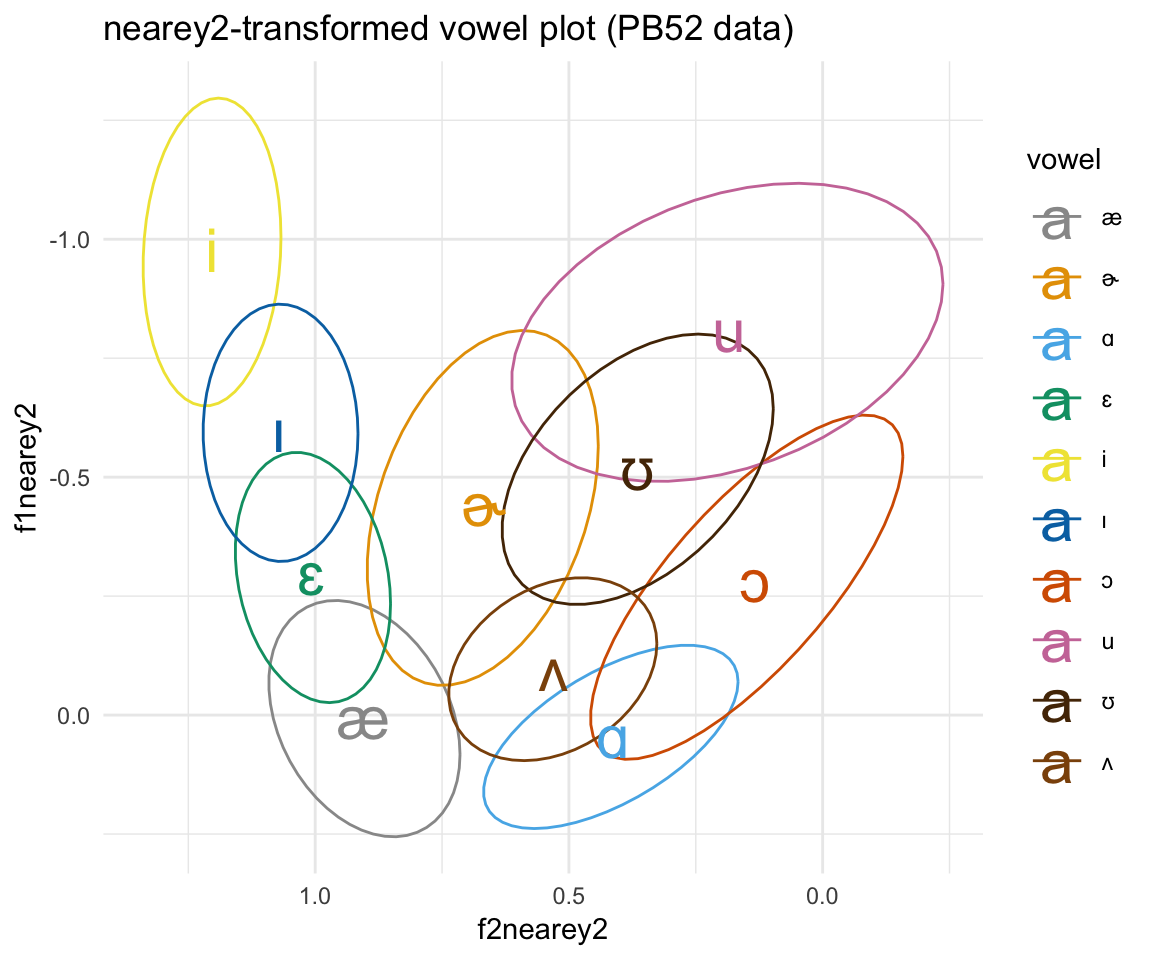 nearey2-transformed vowel plot (PB52 data)
f1nearey2
-1.0
-0.5
0.0
i
ɪ
ɛ
æ
ɚ
u
ʊ
ɔ
ʌ
ɑ
1.0 0.5 0.0
f2nearey2
vowel
a æ
a ɚ
a ɑ
a ɛ
a i
a ɪ
a ɔ
a u
a ʊ
a ʌ